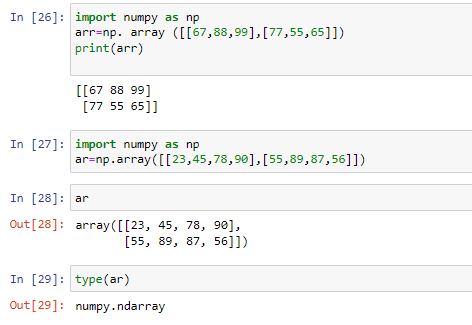 In [26]: import numpy as np
arr=np. array ([[67,88,99],[77,55,65]])
print(arr)
[[67 88 99]
 [77 55 65]]
In [27]: import numpy as np
ar=np.array([[23,45,78,90],[55,89,87,56]])
In [28]: ar
Out[28]: array([[23, 45, 78, 90],
       [55, 89, 87, 56]])
In [29]: type(ar)
Out[29]: numpy.ndarray